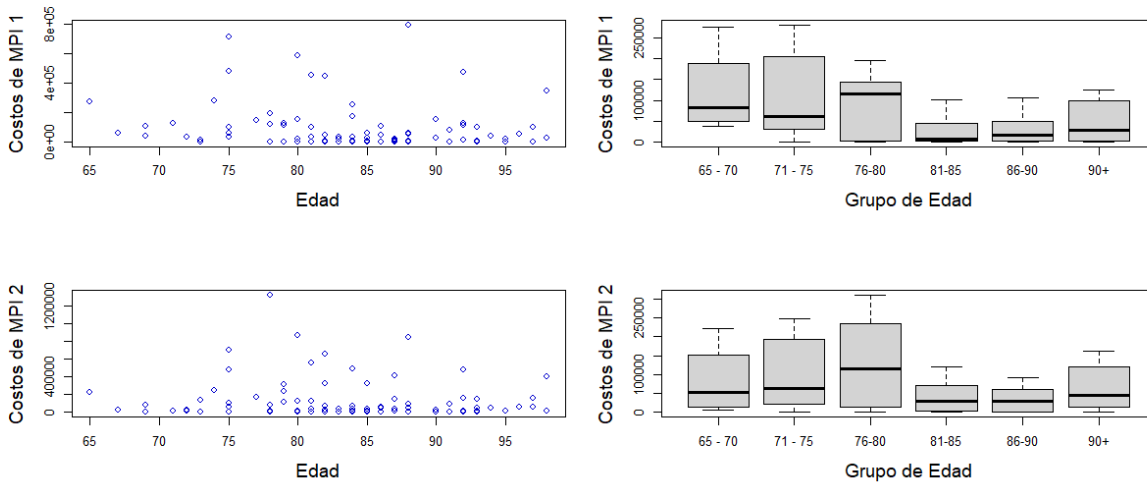 Costos de MPI 1
0e+00 4e+05 8e+05
65 70 75 80 85 90 95
Edad
Costos de MPI 1
0 100000 250000
65 - 70 71 - 75 76-80 81-85 86-90 90+
Grupo de Edad
Costos de MPI 2
0 400000 1200000
65 70 75 80 85 90 95
Edad
Costos de MPI 2
0 100000 250000
65 - 70 71 - 75 76-80 81-85 86-90 90+
Grupo de Edad